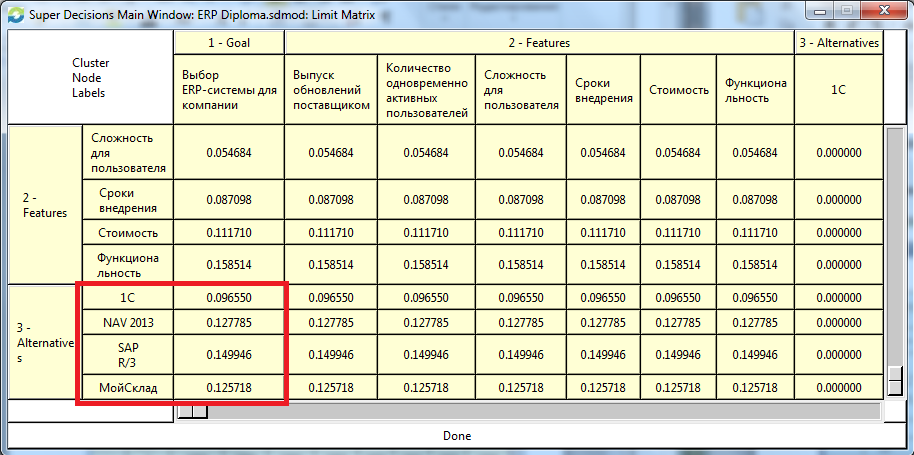 Super Decisions Main Window: ERP Diploma.sdmod: Limit Matrix
Cluster
Node
Labels
1 - Goal
2 - Features
3 - Alternatives
Выбор
ERP-системы для
компании
Выпуск
обновлений
поставщиком
Количество
одновременно
активных
пользователей
Сложность
для
пользователя
Сроки
внедрения
Стоимость
Функциона
льность
1С
2 -
Features
Сложность
для
пользователя
0.054684 0.054684 0.054684 0.054684 0.054684 0.054684 0.054684 0.000000
Сроки
внедрения
0.087098 0.087098 0.087098 0.087098 0.087098 0.087098 0.087098 0.000000
Стоимость
0.111710 0.111710 0.111710 0.111710 0.111710 0.111710 0.111710 0.000000
Функциона
льность
0.158514 0.158514 0.158514 0.158514 0.158514 0.158514 0.158514 0.000000
3 -
Alternative
s
1С
0.096550 0.096550 0.096550 0.096550 0.096550 0.096550 0.096550 0.000000
NAV 2013
0.127785 0.127785 0.127785 0.127785 0.127785 0.127785 0.127785 0.000000
SAP
R/3
0.149946 0.149946 0.149946 0.149946 0.149946 0.149946 0.149946 0.000000
МойСклад
0.125718 0.125718 0.125718 0.125718 0.125718 0.125718 0.125718 0.000000
Done